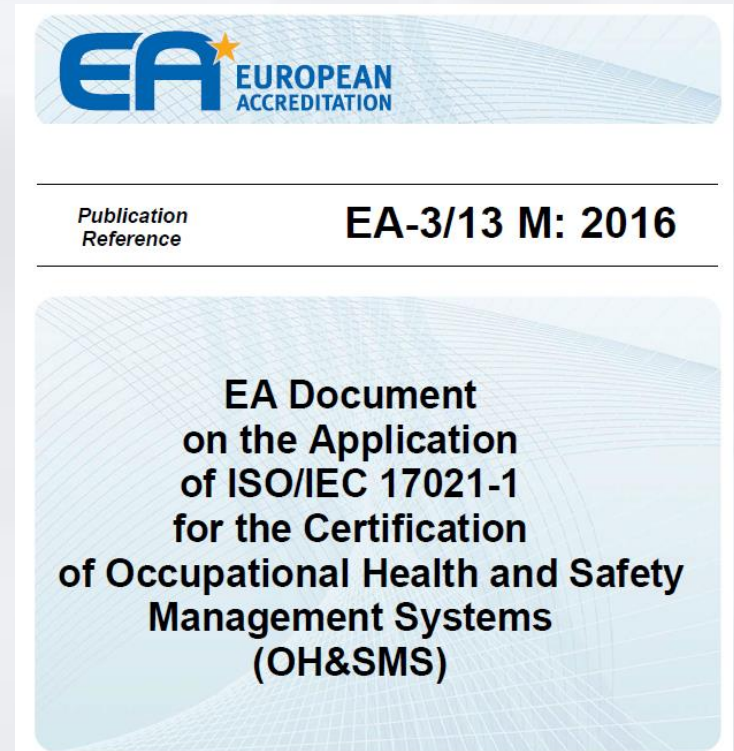 EA EUROPEAN
ACCREDITATION
Publication
Reference
EA-3/13 M: 2016
EA Document
on the Application
of ISO/IEC 17021-1
for the Certification
of Occupational Health and Safety
Management Systems
(OH&SMS)